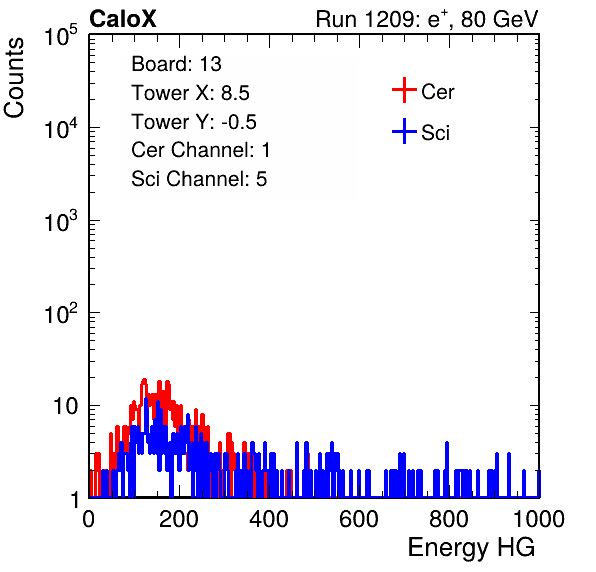 CaloX Run 1209: e⁺, 80 GeV
Counts
Board: 13
Tower X: 8.5
Tower Y: -0.5
Cer Channel: 1
Sci Channel: 5
Cer
Sci
10⁵
10⁴
10³
10²
10
1
0 200 400 600 800 1000
Energy HG